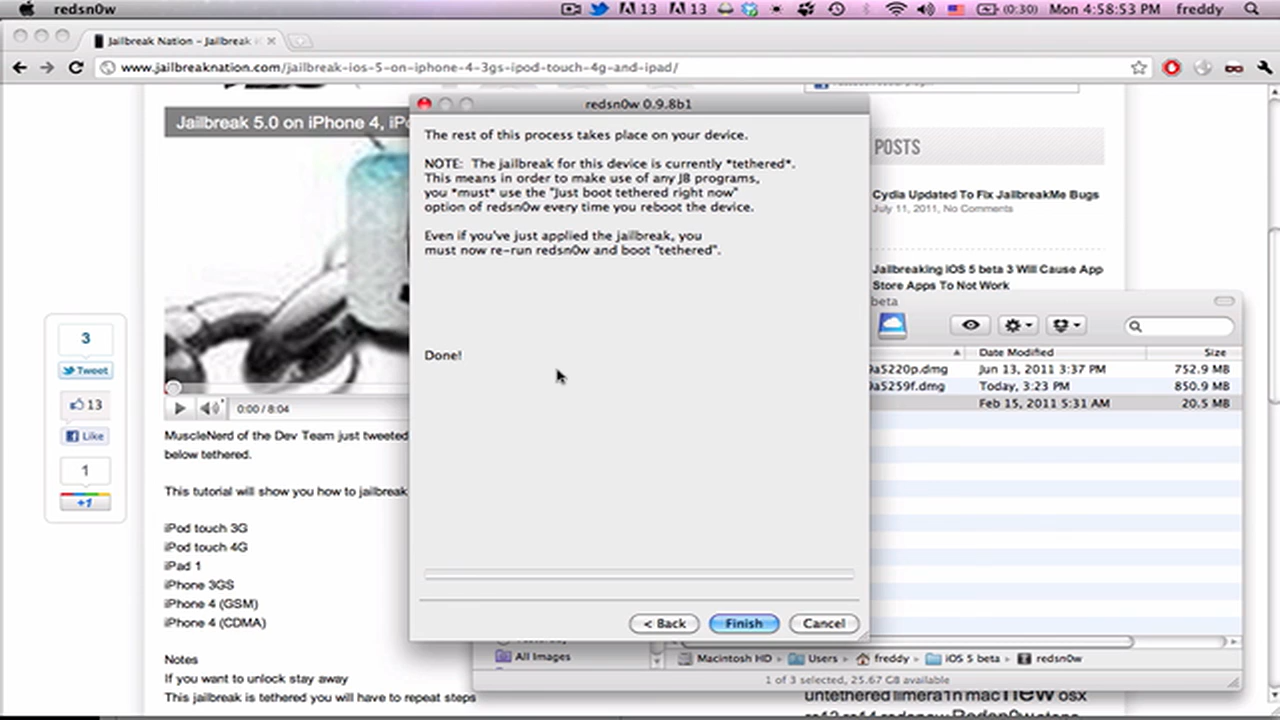 redsn0w
13
13
(0:30)
Mon 4:58:53 PM
freddy
Jailbreak Nation – Jailbreak
www.jailbreaknation.com/jailbreak-ios-5-on-iphone-4-3gs-ipod-touch-4g-and-ipad/
Jailbreak 5.0 on iPhone 4,
redsn0w 0.9.8b1
The rest of this process takes place on your device.
NOTE: The jailbreak for this device is currently *tethered*.
This means in order to make use of any JB programs,
you *must* use the "Just boot tethered right now"
option of redsn0w every time you reboot the device.
Even if you've just applied the jailbreak, you
must now re-run redsn0w and boot "tethered".
Done!
< Back
Finish
Cancel
POSTS
Cydia Updated To Fix JailbreakMe Bugs
July 11, 2011, No Comments
Jailbreaking iOS 5 beta 3 Will Cause App
Store Apps To Not Work
beta
Date Modified
Size
9a5220p.dmg Jun 13, 2011 3:37 PM 752.9 MB
9a5259f.dmg Today, 3:23 PM 850.9 MB
Feb 15, 2011 5:31 AM 20.5 MB
3
Tweet
13
Like
1
+1
0:00 / 8:04
MuscleNerd of the Dev Team just tweeted
below tethered.
This tutorial will show you how to jailbreak
iPod touch 3G
iPod touch 4G
iPad 1
iPhone 3GS
iPhone 4 (GSM)
iPhone 4 (CDMA)
Notes
If you want to unlock stay away
This jailbreak is tethered you will have to repeat steps
All Images
Macintosh HD
Users
freddy
iOS 5 beta
redsn0w
1 of 3 selected, 25.67 GB available
untethered limera1n mac new osx